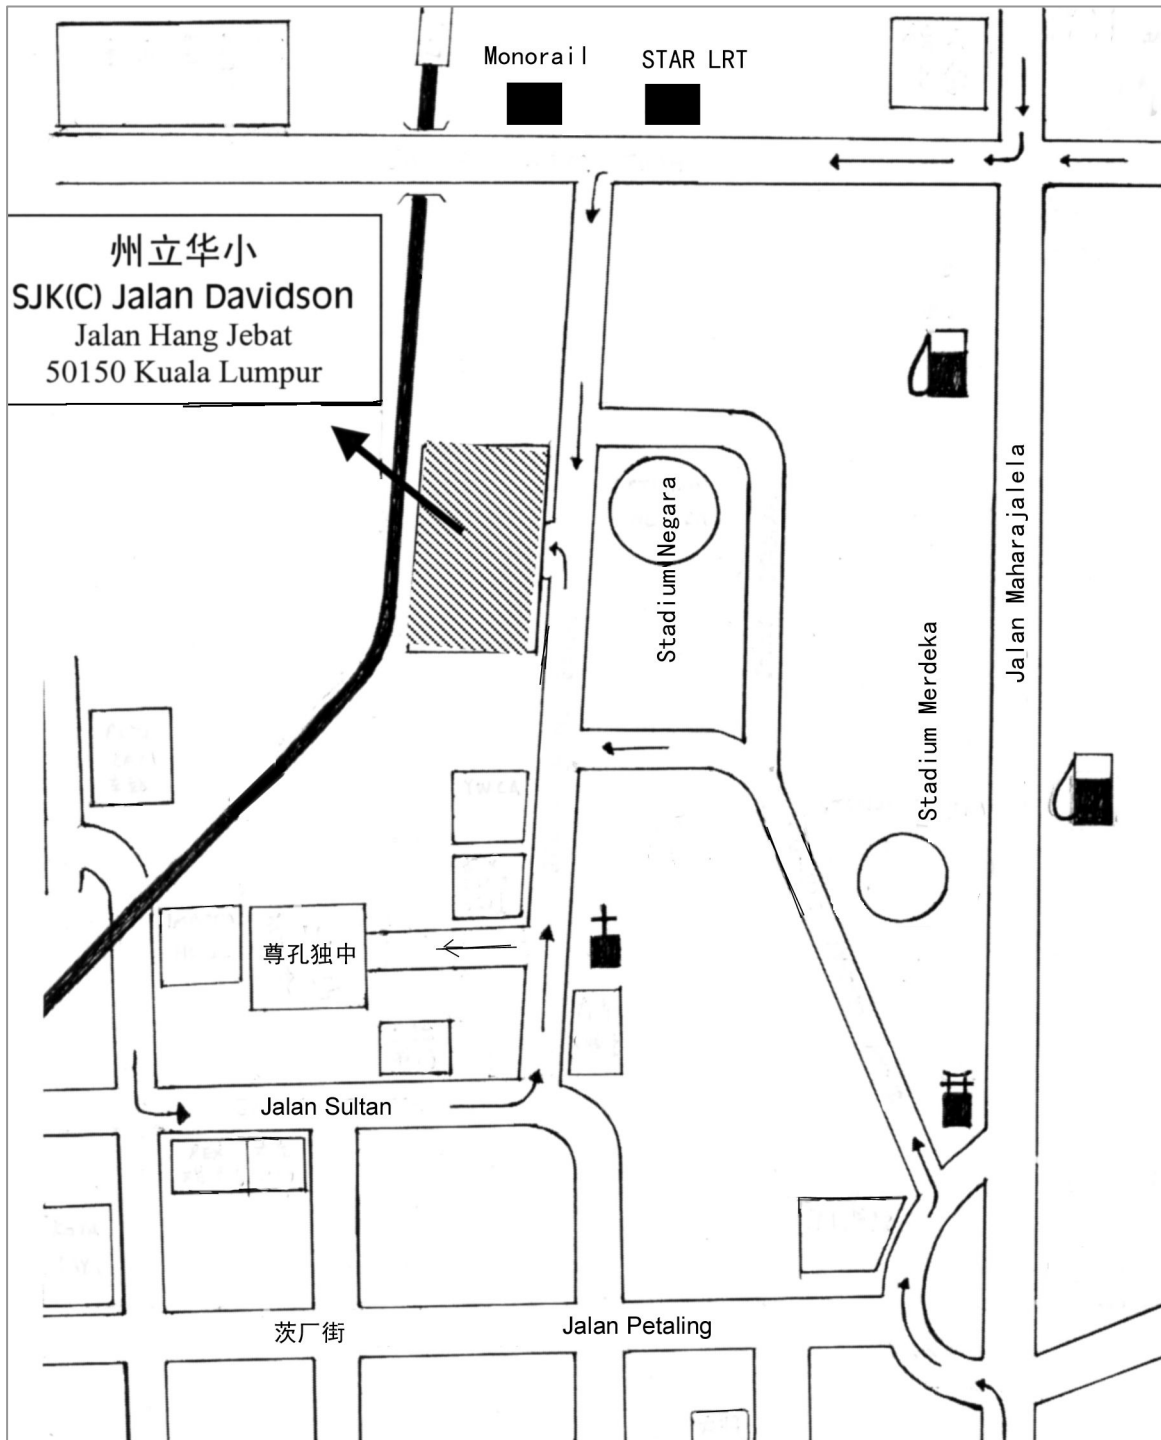 Monorail
STAR LRT
州立华小
SJK(C) Jalan Davidson
Jalan Hang Jebat
50150 Kuala Lumpur
Stadium Negara
Jalan Maharajalela
Stadium Merdeka
YWCA
尊孔独中
Jalan Sultan
茨厂街
Jalan Petaling